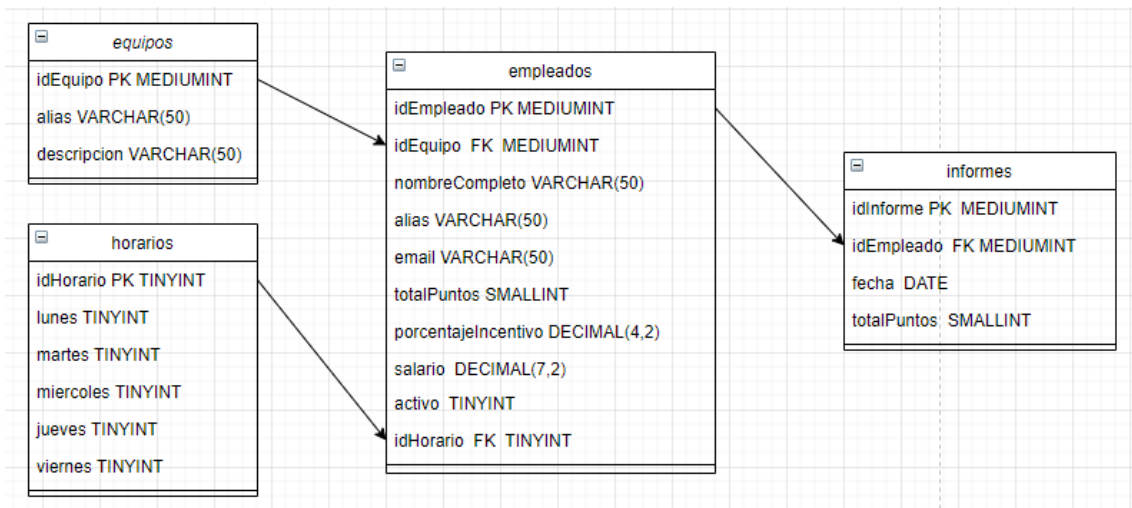 equipos
idEquipo PK MEDIUMINT
alias VARCHAR(50)
descripcion VARCHAR(50)
horarios
idHorario PK TINYINT
lunes TINYINT
martes TINYINT
miercoles TINYINT
jueves TINYINT
viernes TINYINT
empleados
idEmpleado PK MEDIUMINT
idEquipo FK MEDIUMINT
nombreCompleto VARCHAR(50)
alias VARCHAR(50)
email VARCHAR(50)
totalPuntos SMALLINT
porcentajeIncentivo DECIMAL(4,2)
salario DECIMAL(7,2)
activo TINYINT
idHorario FK TINYINT
informes
idInforme PK MEDIUMINT
idEmpleado FK MEDIUMINT
fecha DATE
totalPuntos SMALLINT